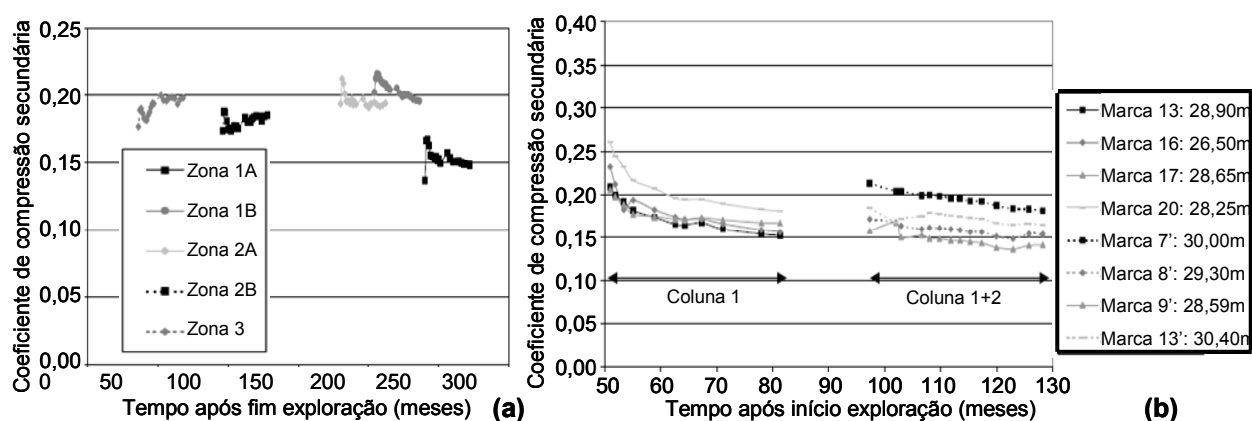 Coeficiente de compressão secundária
0,25
0,20
0,15
0,10
0,05
0,00
0
50
100
150
200
250
300
Zona 1A
Zona 1B
Zona 2A
Zona 2B
Zona 3
Tempo após fim exploração (meses)
(a)
Coeficiente de compressão secundária
0,40
0,35
0,30
0,25
0,20
0,15
0,10
0,05
0,00
50
60
70
80
100
110
120
130
Coluna 1
Coluna 1+2
Tempo após início exploração (meses)
(b)
Marca 13: 28,90m
Marca 16: 26,50m
Marca 17: 28,65m
Marca 20: 28,25m
Marca 7’: 30,00m
Marca 8’: 29,30m
Marca 9’: 28,59m
Marca 13’: 30,40m